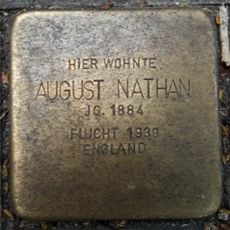 HIER WOHNTE
AUGUST NATHAN
JG. 1884
FLUCHT 1939
ENGLAND